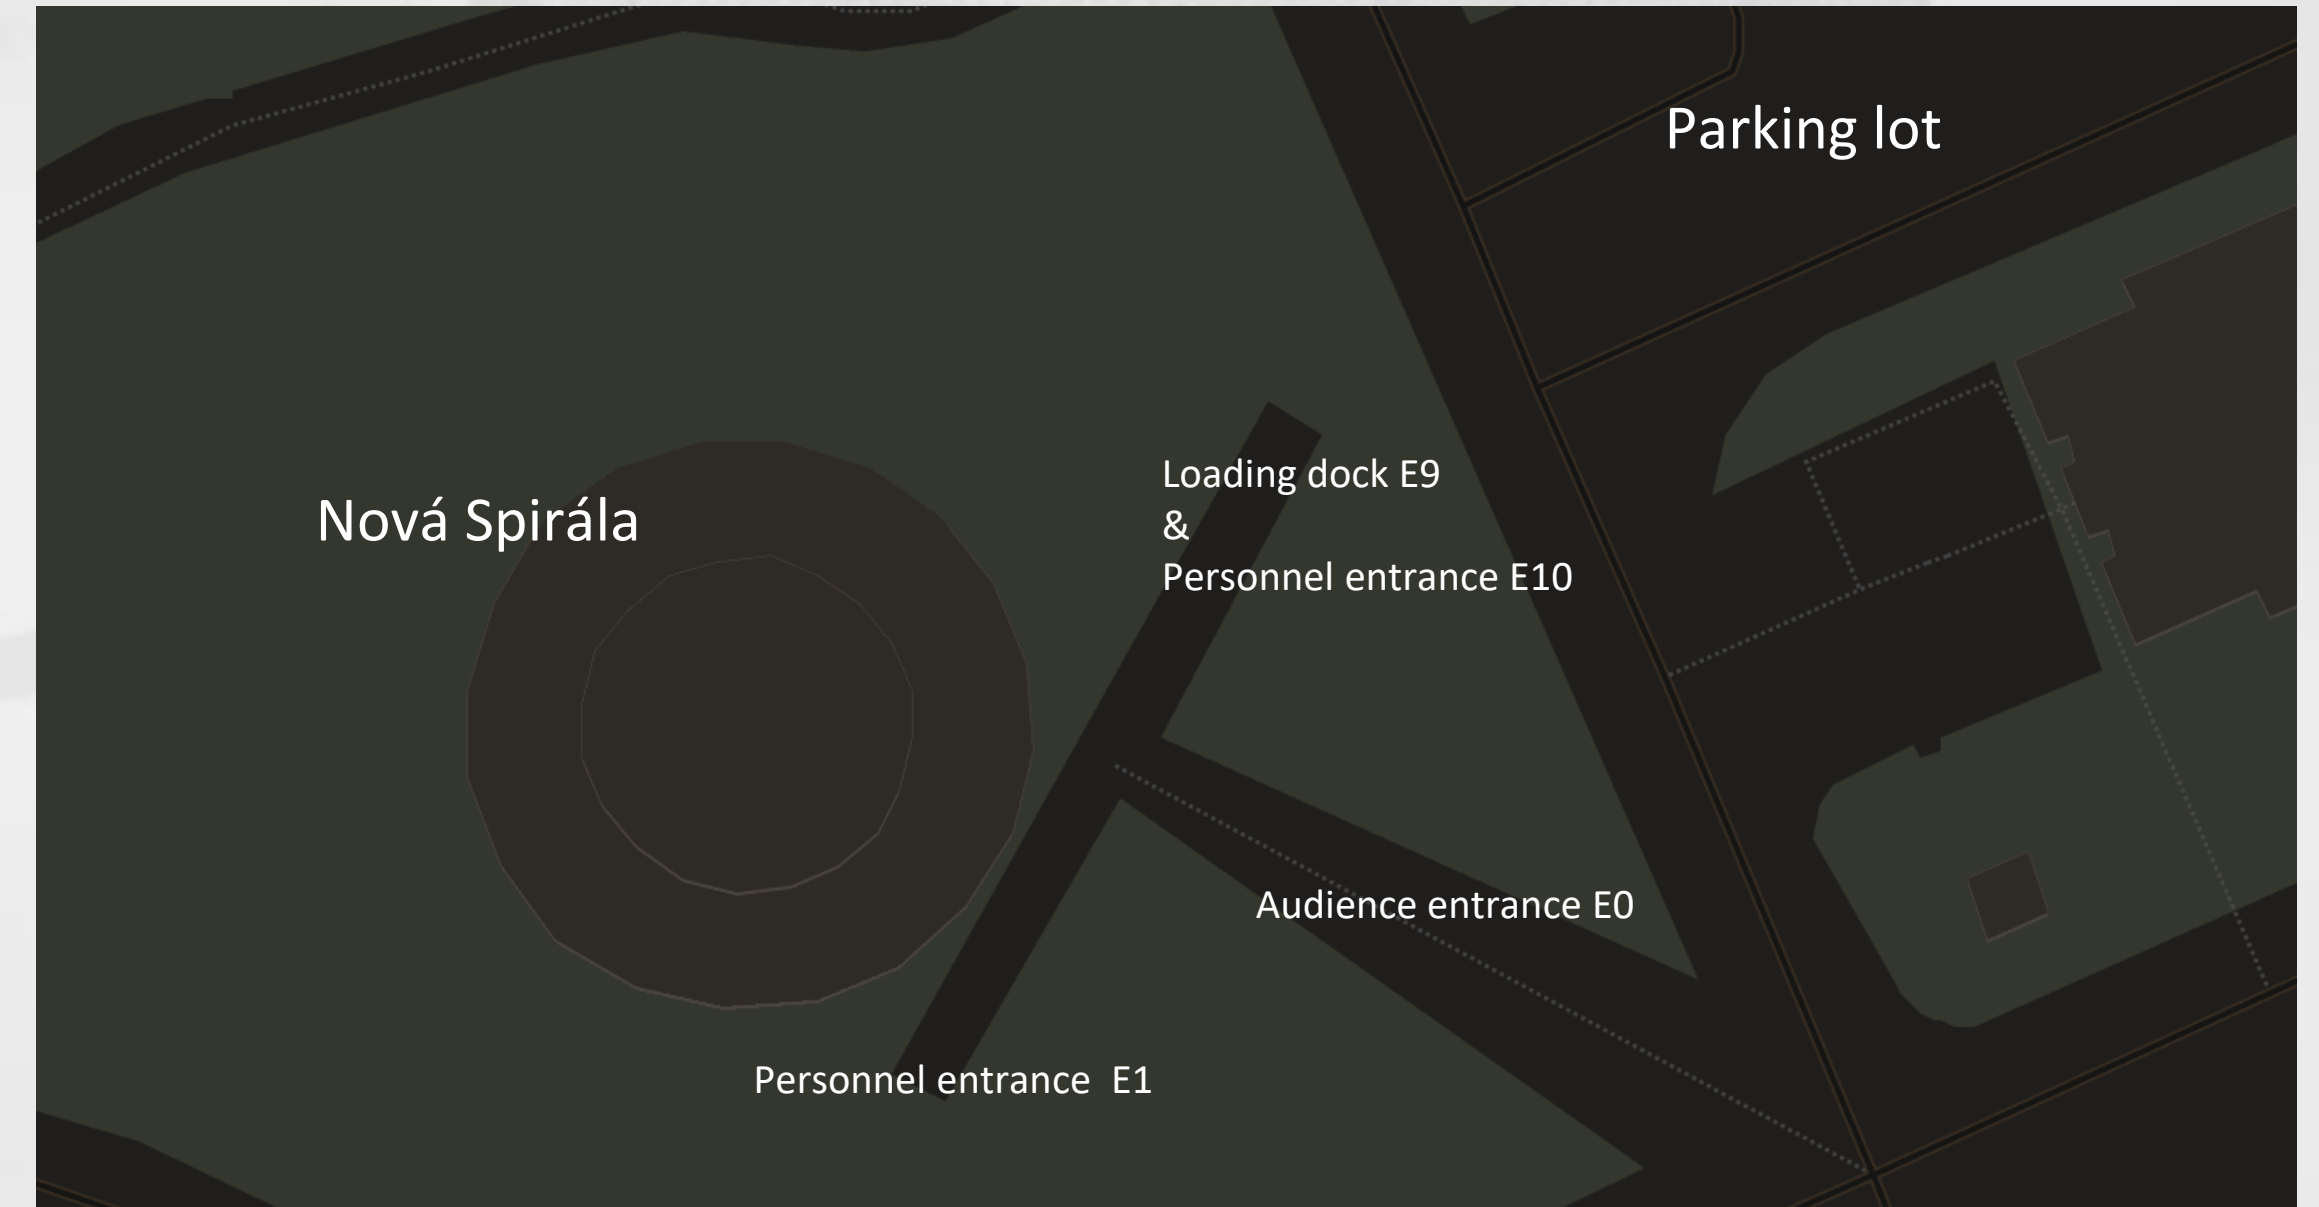 Parking lot
Loading dock E9
Nová Spirála
&
Personnel entrance E10
Audience entrance E0
Personnel entrance  E1